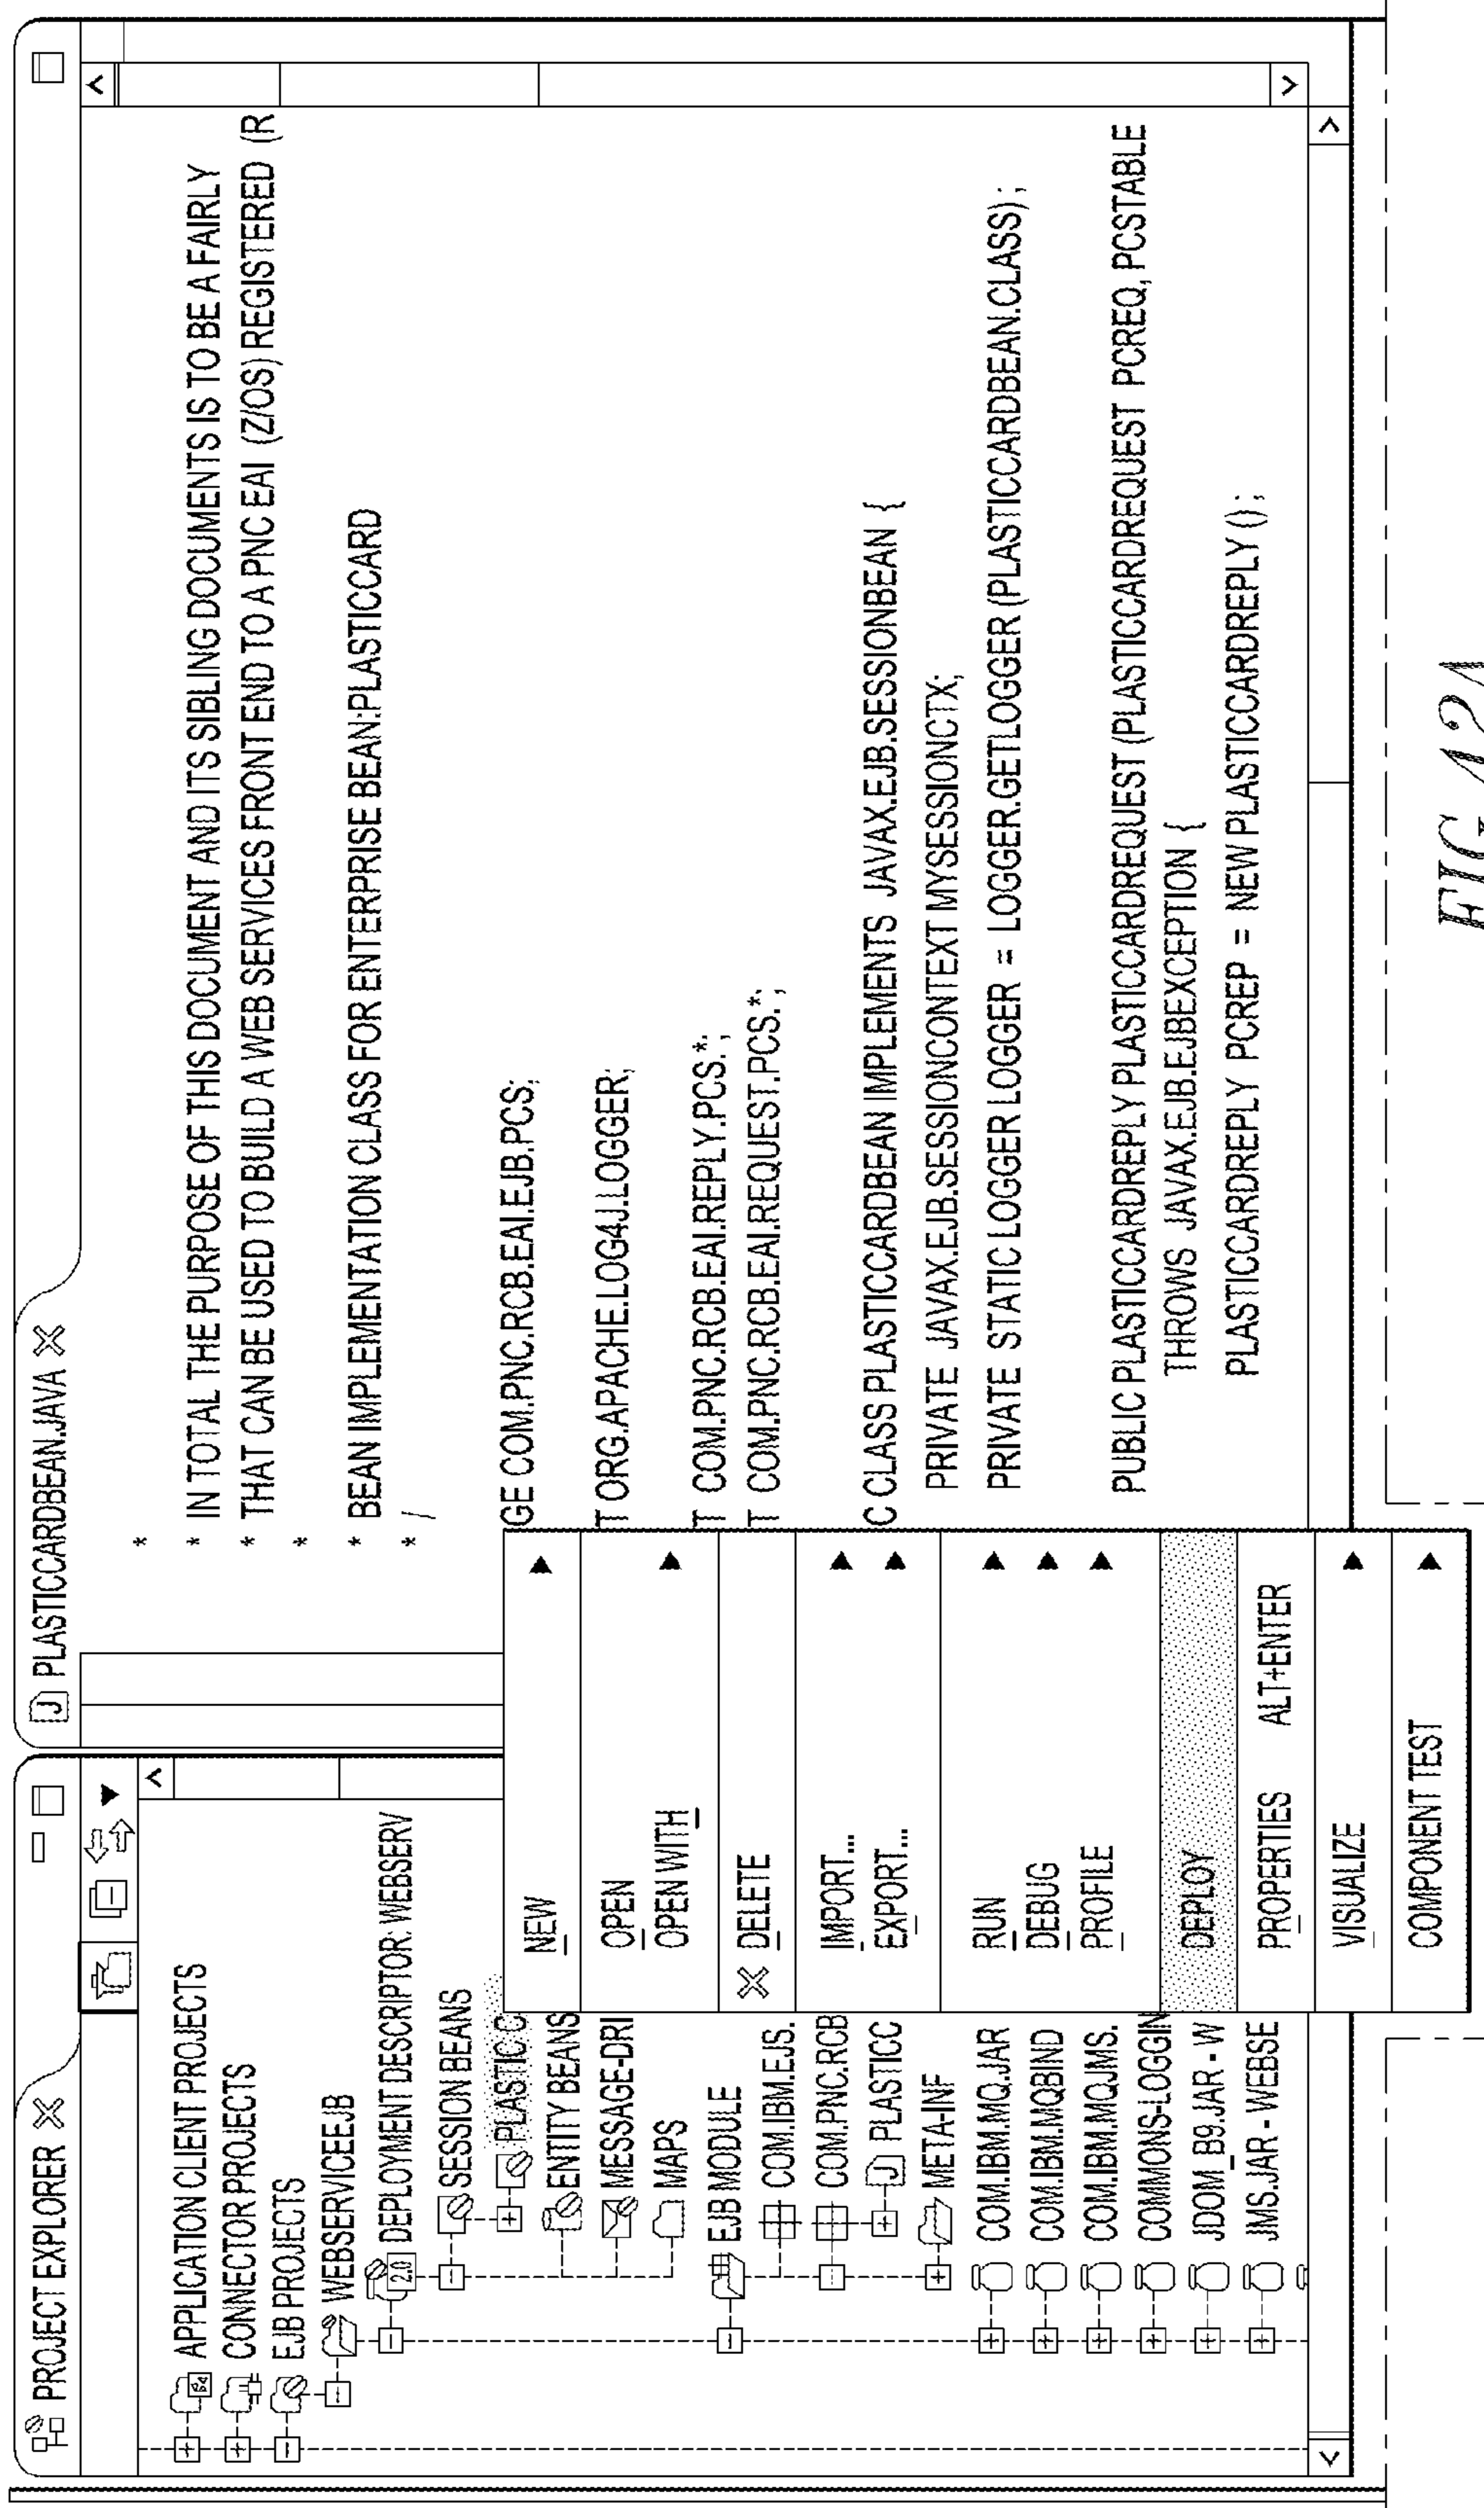 PROJECT EXPLORER
APPLICATION CLIENT PROJECTS
CONNECTOR PROJECTS
EJB PROJECTS
WEBSERVICEEJB
2.0 DEPLOYMENT DESCRIPTOR: WEBSERV
SESSION BEANS
PLASTIC C
ENTITY BEANS
MESSAGE-DRI
MAPS
EJB MODULE
COM.IBM.EJS.
COM.PNC.RCB
J PLASTICC
META-INF
COM.IBM.MQ.JAR
COM.IBM.MQBIND
COM.IBM.MQJMS.
COMMONS-LOGGIN
JDOM_B9.JAR - W
JMS.JAR - WEBSE
NEW
OPEN
OPEN WITH
DELETE
IMPORT...
EXPORT...
RUN
DEBUG
PROFILE
DEPLOY
PROPERTIES ALT+ENTER
VISUALIZE
COMPONENT TEST
J PLASTICCARDBEAN.JAVA
*
* IN TOTAL THE PURPOSE OF THIS DOCUMENT AND ITS SIBLING DOCUMENTS IS TO BE A FAIRLY
* THAT CAN BE USED TO BUILD A WEB SERVICES FRONT END TO A PNC EAI (Z/OS) REGISTERED (R
*
* BEAN IMPLEMENTATION CLASS FOR ENTERPRISE BEAN:PLASTICCARD
* /
GE COM.PNC.RCB.EAI.EJB.PCS;
T ORG.APACHE.LOG4J.LOGGER;
T COM.PNC.RCB.EAI.REPLY.PCS.*;
T COM.PNC.RCB.EAI.REQUEST.PCS.*;
C CLASS PLASTICCARDBEAN IMPLEMENTS JAVAX.EJB.SESSIONBEAN {
PRIVATE JAVAX.EJB.SESSIONCONTEXT MYSESSIONCTX;
PRIVATE STATIC LOGGER LOGGER = LOGGER.GETLOGGER (PLASTICCARDBEAN.CLASS);
PUBLIC PLASTICCARDREPLY PLASTICCARDREQUEST (PLASTICCARDREQUEST PCREQ, PCSTABLE
THROWS JAVAX.EJB.EJBEXCEPTION {
PLASTICCARDREPLY PCREP = NEW PLASTICCARDREPLY ();
FIG.42A